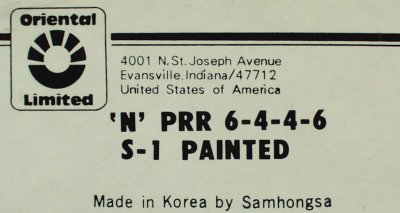 Oriental
Limited
4001 N.St.Joseph Avenue
Evansville.Indiana/47712
United States of America
'N' PRR 6-4-4-6
S-1 PAINTED
Made in Korea by Samhongsa